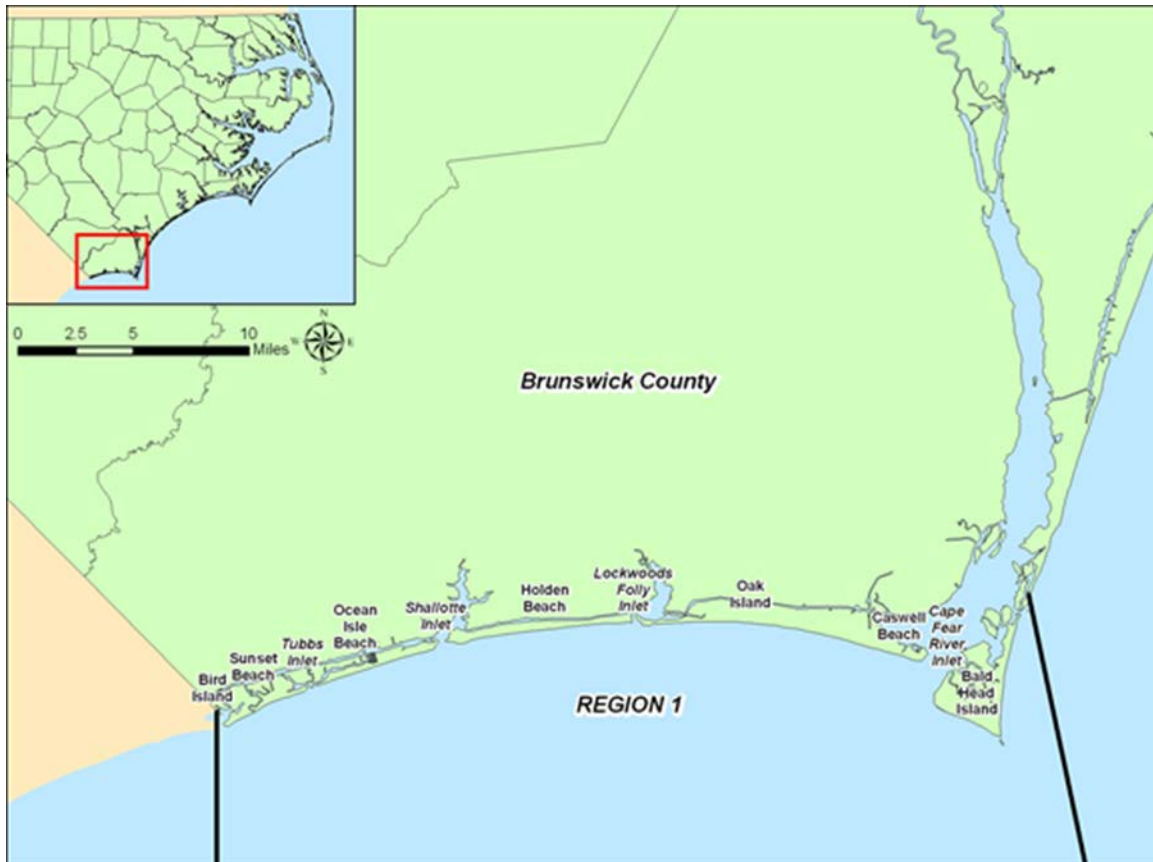 N
0 2.5 5 10
Miles W E
S
Brunswick County
Lockwoods
Folly
Inlet
Oak
Island
Holden
Beach
Shallotte
Inlet
Ocean
Isle
Beach
Tubbs
Inlet
Sunset
Beach
Bird
Island
Caswell
Beach
Cape
Fear
River
Inlet
Bald
Head
Island
REGION 1